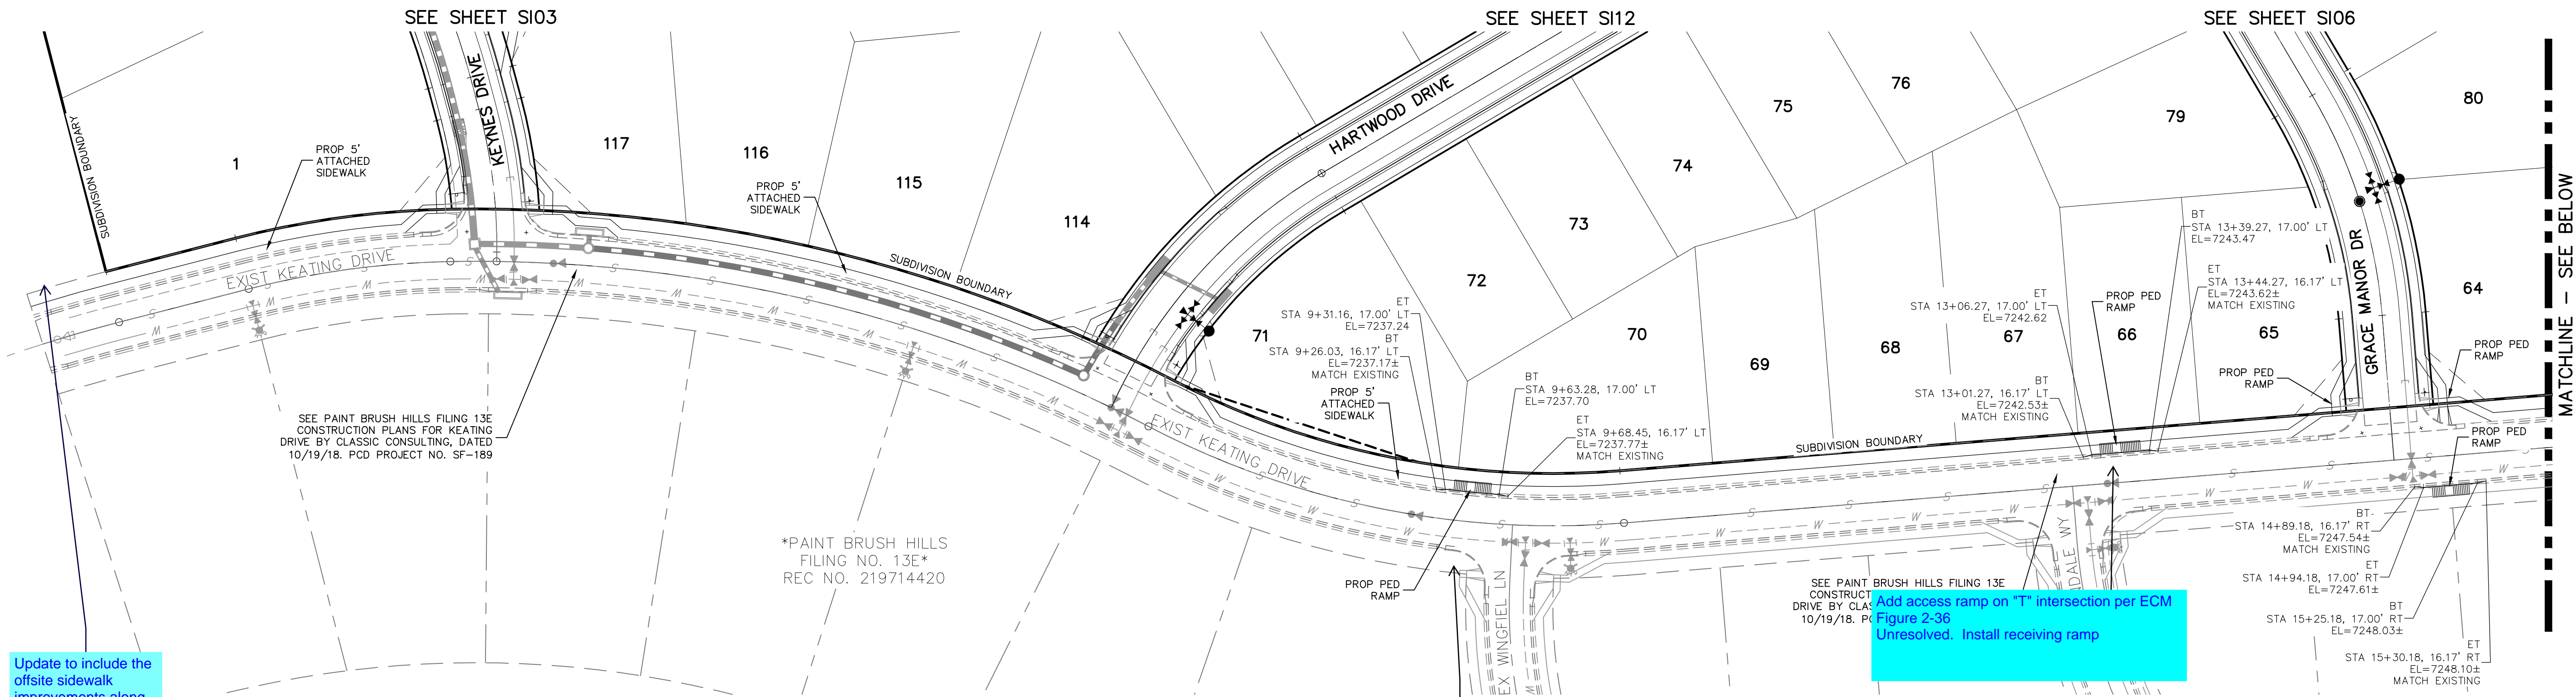 SEE SHEET SI03
SEE SHEET SI12
SEE SHEET SI06
SUBDIVISION BOUNDARY
1
PROP 5'
ATTACHED
SIDEWALK
KEYNES DRIVE
117
116
115
114
PROP 5'
ATTACHED
SIDEWALK
SUBDIVISION BOUNDARY
HARTWOOD DRIVE
76
75
74
73
72
71
70
69
68
67
66
65
64
79
80
GRACE MANOR DR
MATCHLINE - SEE BELOW
EXIST KEATING DRIVE
EXIST KEATING DRIVE
ET
STA 9+31.16, 17.00' LT
EL=7237.24
BT
STA 9+26.03, 16.17' LT
EL=7237.17±
MATCH EXISTING
PROP 5'
ATTACHED
SIDEWALK
BT
STA 9+63.28, 17.00' LT
EL=7237.70
ET
STA 9+68.45, 16.17' LT
EL=7237.77±
MATCH EXISTING
ET
STA 13+06.27, 17.00' LT
EL=7242.62
BT
STA 13+01.27, 16.17' LT
EL=7242.53±
MATCH EXISTING
PROP PED
RAMP
BT
STA 13+39.27, 17.00' LT
EL=7243.47
ET
STA 13+44.27, 16.17' LT
EL=7243.62±
MATCH EXISTING
PROP PED
RAMP
PROP PED
RAMP
PROP PED
RAMP
SUBDIVISION BOUNDARY
BT
STA 14+89.18, 16.17' RT
EL=7247.54±
MATCH EXISTING
ET
STA 14+94.18, 17.00' RT
EL=7247.61±
BT
STA 15+25.18, 17.00' RT
EL=7248.03±
ET
STA 15+30.18, 16.17' RT
EL=7248.10±
MATCH EXISTING
SEE PAINT BRUSH HILLS FILING 13E
CONSTRUCTION PLANS FOR KEATING
DRIVE BY CLASSIC CONSULTING, DATED
10/19/18. PCD PROJECT NO. SF-189
*PAINT BRUSH HILLS
FILING NO. 13E*
REC NO. 219714420
PROP PED
RAMP
EX WINGFIEL LN
SEE PAINT BRUSH HILLS FILING 13E
DRIVE BY
10/19/18.
WY
Add access ramp on "T" intersection per ECM
Figure 2-36
Unresolved. Install receiving ramp
Update to include the
offsite sidewalk
improvements along